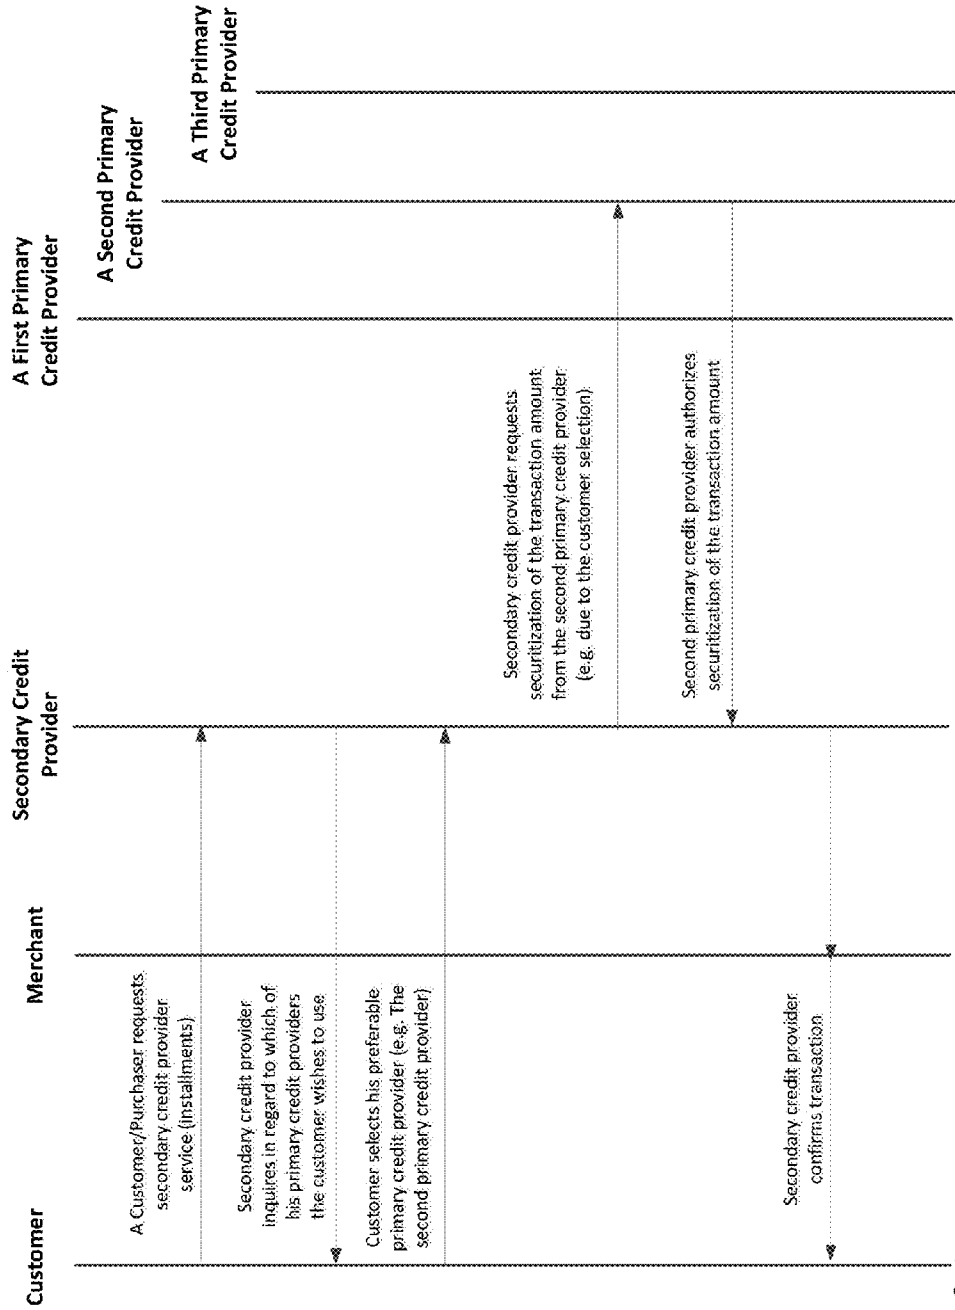 Customer
Merchant
Secondary Credit
Provider
A First Primary
Credit Provider
A Second Primary
Credit Provider
A Third Primary
Credit Provider
A Customer/Purchaser requests
secondary credit provider
service (Installments)
Secondary credit provider
inquires in regard to which of
his primary credit providers
the customer wishes to use
Customer selects his preferable
primary credit provider (e.g. The
second primary credit provider)
Secondary credit provider requests
securitization of the transaction amount
from the second primary credit provider
(e.g. due to the customer selection)
Second primary credit provider authorizes
securitization of the transaction amount
Secondary credit provider
confirms transaction